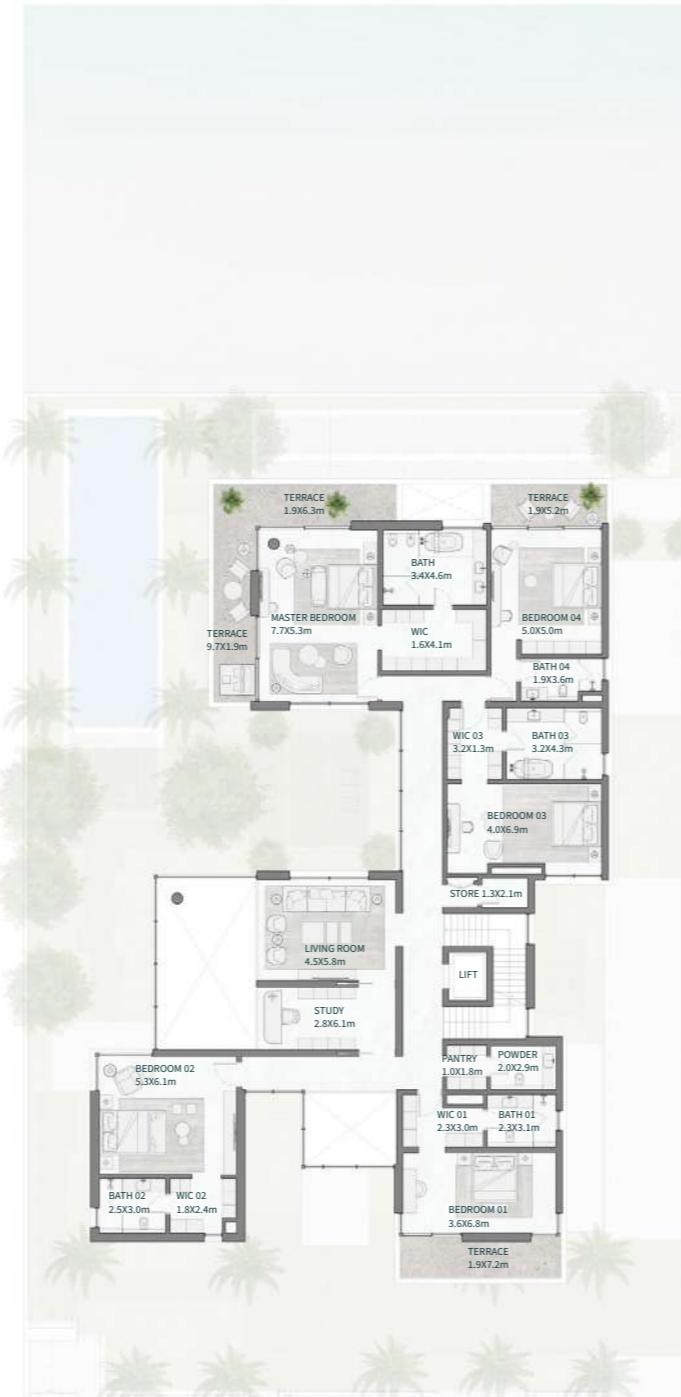 TERRACE
1.9X6.3m
TERRACE
1.9X5.2m
BATH
3.4X4.6m
MASTER BEDROOM
7.7X5.3m
BEDROOM 04
5.0X5.0m
TERRACE
9.7X1.9m
WIC
1.6X4.1m
BATH 04
1.9X3.6m
WIC 03
3.2X1.3m
BATH 03
3.2X4.3m
BEDROOM 03
4.0X6.9m
STORE 1.3X2.1m
LIVING ROOM
4.5X5.8m
LIFT
STUDY
2.8X6.1m
PANTRY
1.0X1.8m
POWDER
2.0X2.9m
BEDROOM 02
5.3X6.1m
WIC 01
2.3X3.0m
BATH 01
2.3X3.1m
BATH 02
2.5X3.0m
WIC 02
1.8X2.4m
BEDROOM 01
3.6X6.8m
TERRACE
1.9X7.2m